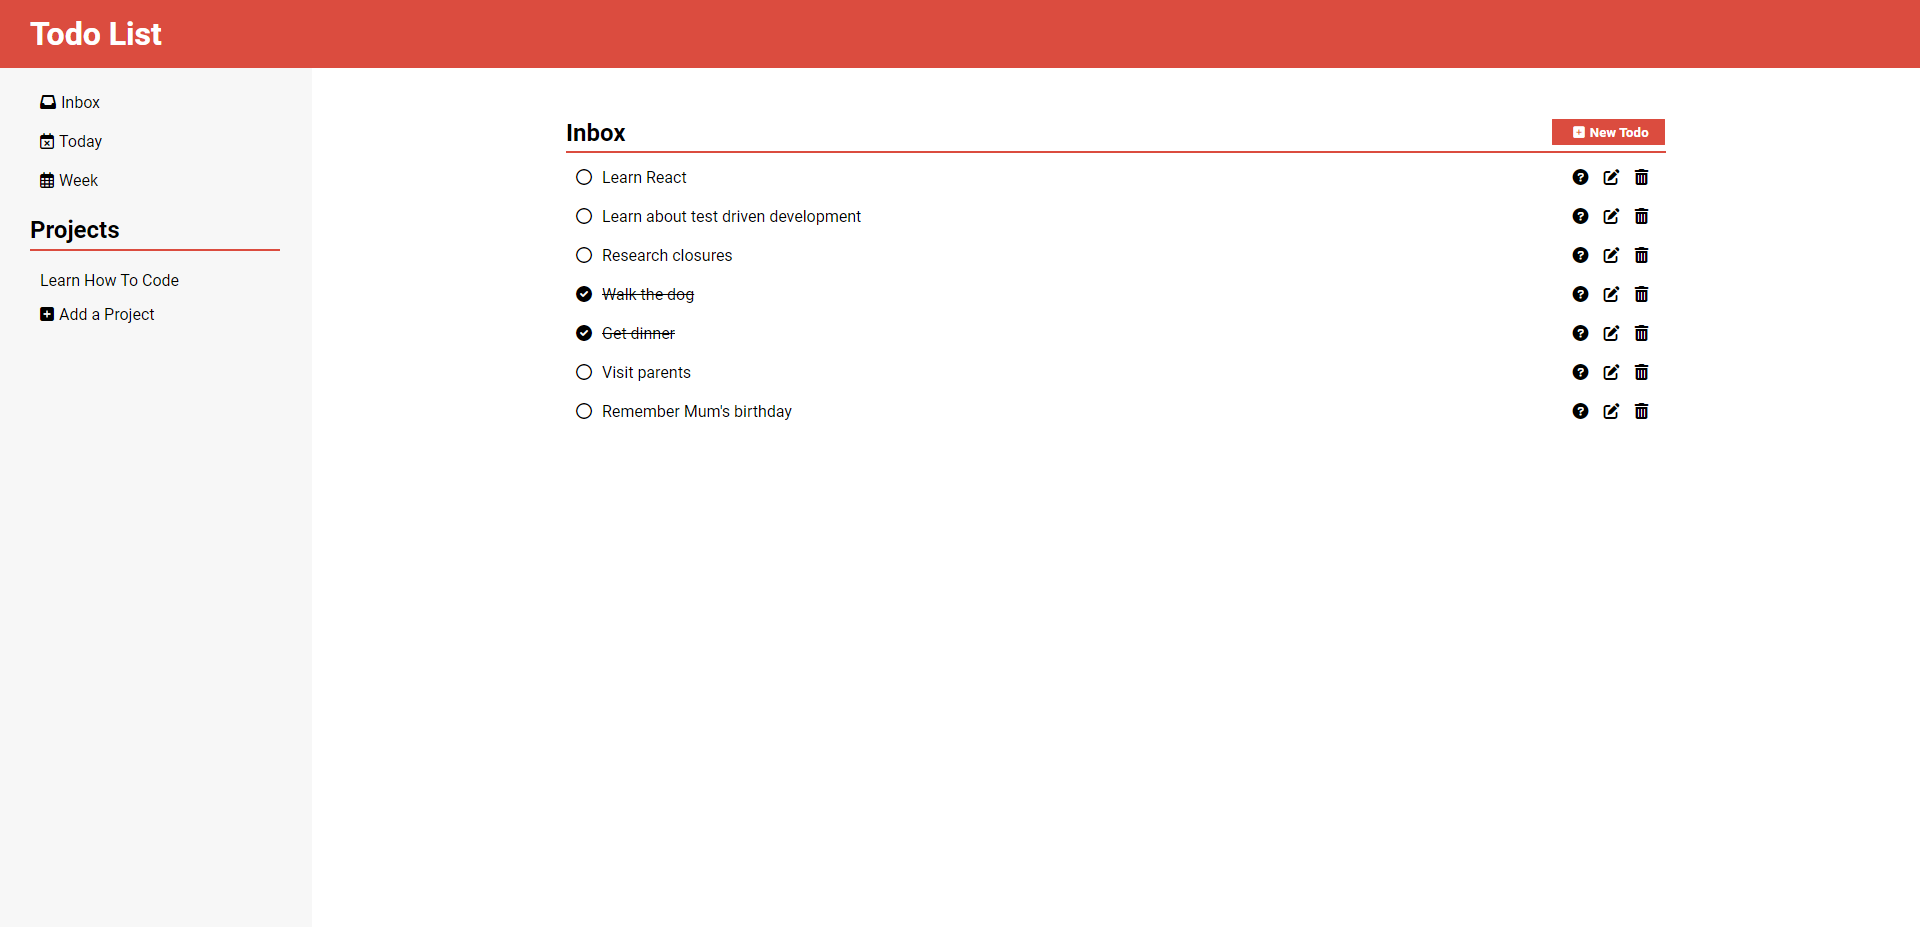 Todo List
Inbox
Today
Week
Projects
Learn How To Code
Add a Project
Inbox
New Todo
Learn React
Learn about test driven development
Research closures
Walk the dog
Get dinner
Visit parents
Remember Mum's birthday